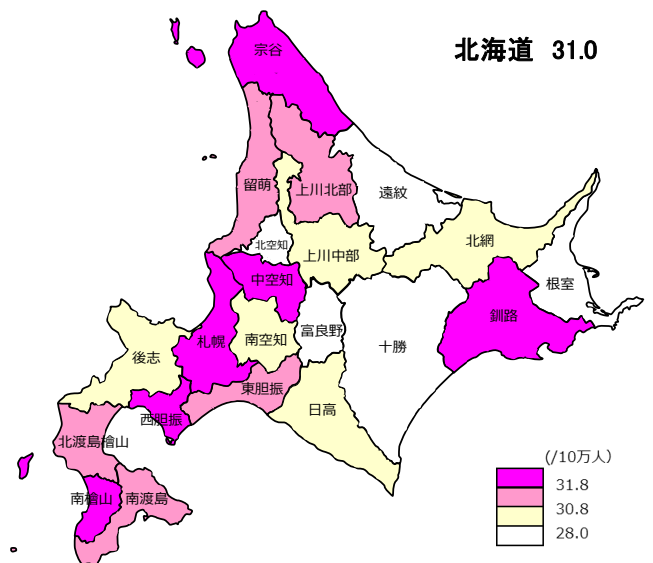 北海道 31.0
宗谷
留萌
上川北部
遠紋
北空知
上川中部
北網
中空知
根室
釧路
札幌
南空知
富良野
十勝
後志
東胆振
西胆振
日高
北渡島檜山
南檜山
南渡島
(/10万人)
31.8
30.8
28.0